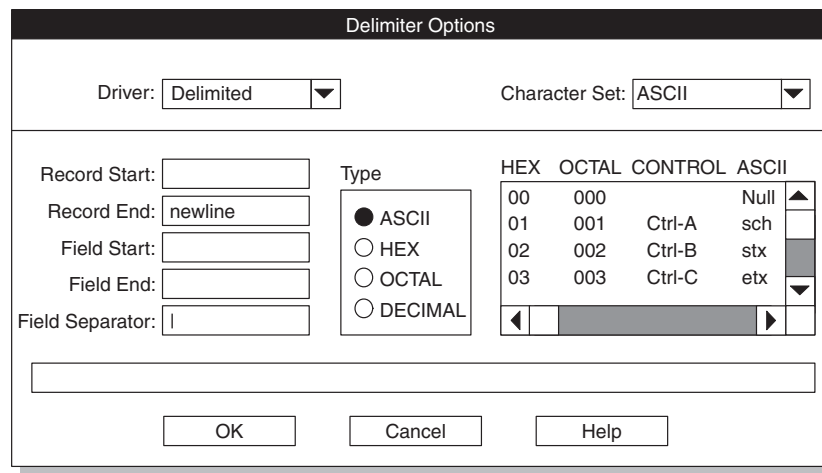 Delimiter Options
Driver: Delimited Character Set: ASCII
Record Start:
Record End: newline
Field Start:
Field End:
Field Separator: |
Type
ASCII
HEX
OCTAL
DECIMAL
HEX OCTAL CONTROL ASCII
00 000 Null
01 001 Ctrl-A sch
02 002 Ctrl-B stx
03 003 Ctrl-C etx
OK Cancel Help